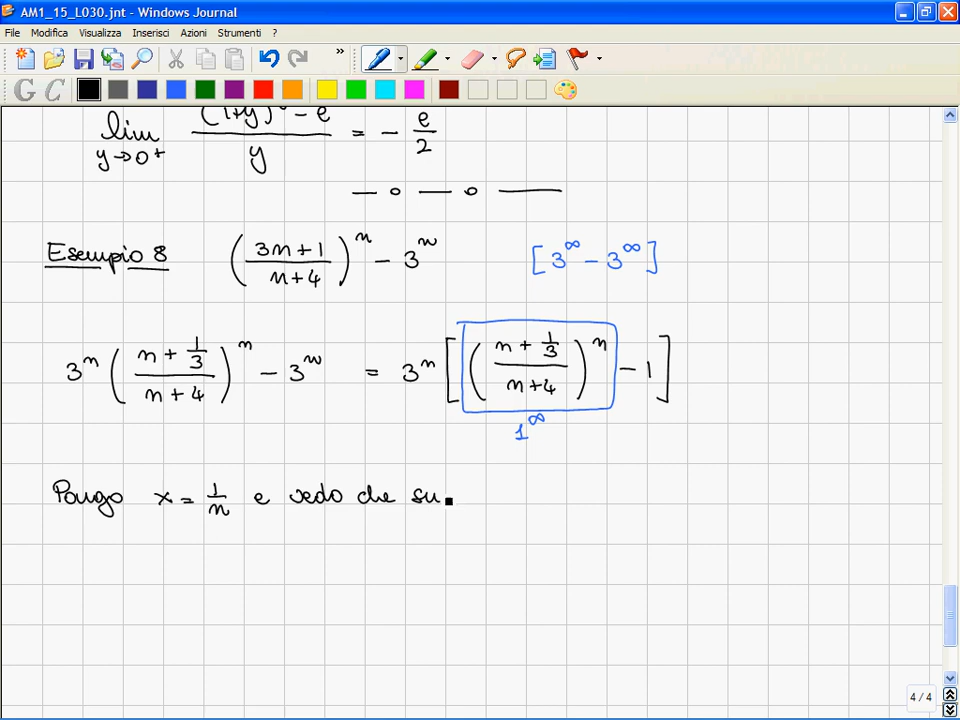 AM1_15_L030.jnt - Windows Journal
File Modifica Visualizza Inserisci Azioni Strumenti ?
lim y→0+ ((1+y) - e)/y = - e/2
Esempio 8 ((3n+1)/(n+4))^n - 3^n [3^∞ - 3^∞]
3^n ((n + 1/3)/(n+4))^n - 3^n = 3^n [((n + 1/3)/(n+4))^n - 1]
1^∞
Pongo x = 1/n e vedo che su
4 / 4